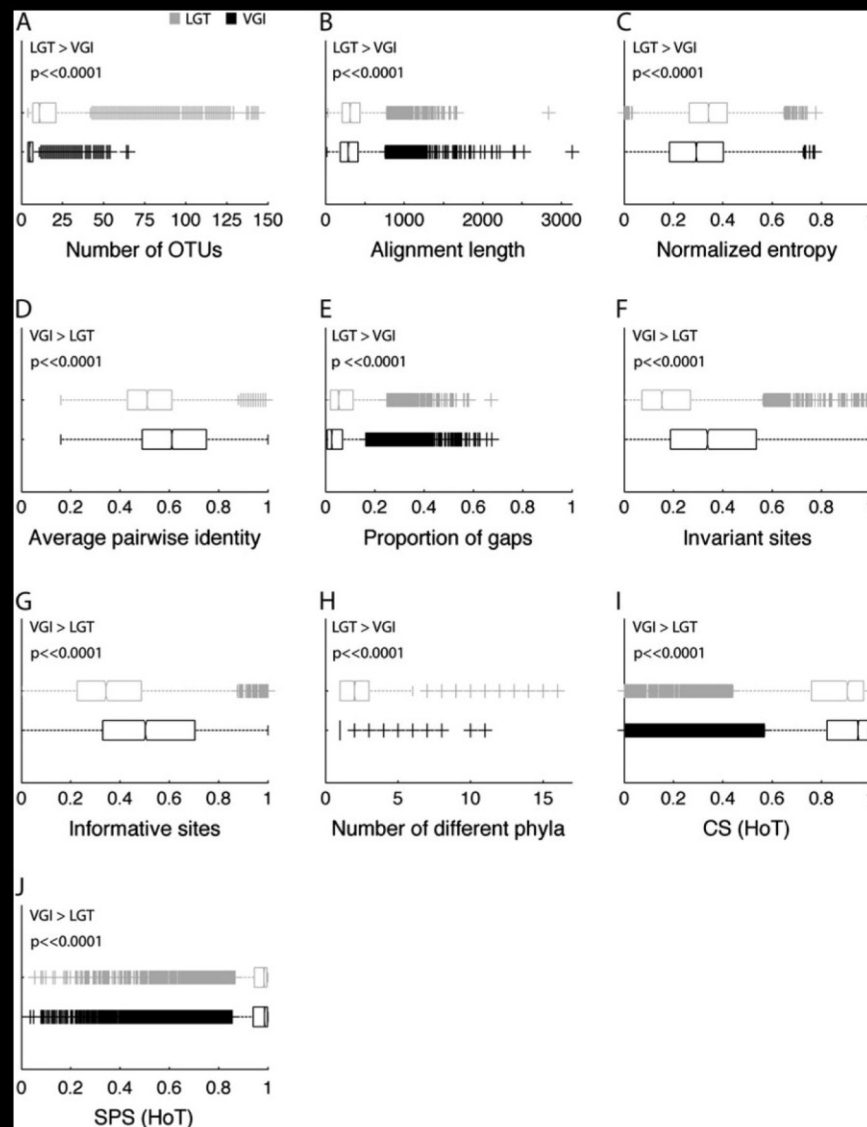 A
LGT VGI
LGT > VGI
p<<0.0001
0 25 50 75 100 125 150
Number of OTUs
B
LGT > VGI
p<<0.0001
0 1000 2000 3000
Alignment length
C
LGT > VGI
p<<0.0001
0 0.2 0.4 0.6 0.8 1
Normalized entropy
D
VGI > LGT
p<<0.0001
0 0.2 0.4 0.6 0.8 1
Average pairwise identity
E
LGT > VGI
p <<0.0001
0 0.2 0.4 0.6 0.8 1
Proportion of gaps
F
VGI > LGT
p<<0.0001
0 0.2 0.4 0.6 0.8
Invariant sites
G
VGI > LGT
p<<0.0001
0 0.2 0.4 0.6 0.8 1
Informative sites
H
LGT > VGI
p<<0.0001
0 5 10 15
Number of different phyla
I
VGI > LGT
p<<0.0001
0 0.2 0.4 0.6 0.8
CS (HoT)
J
VGI > LGT
p<<0.0001
0 0.2 0.4 0.6 0.8 1
SPS (HoT)